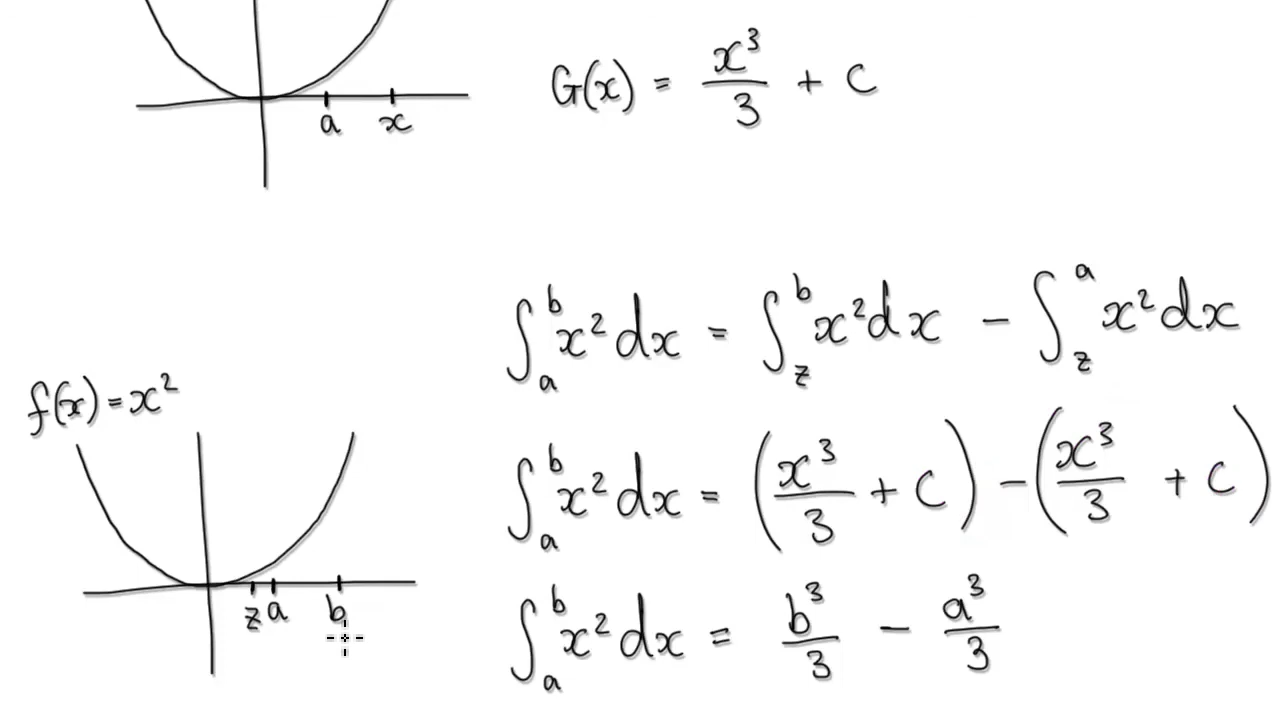 a x
G(x) = x³/3 + C
∫ₐᵇ x² dx = ∫_z^b x² dx − ∫_z^a x² dx
f(x) = x²
∫ₐᵇ x² dx = (x³/3 + C) − (x³/3 + C)
z a b
∫ₐᵇ x² dx = b³/3 − a³/3